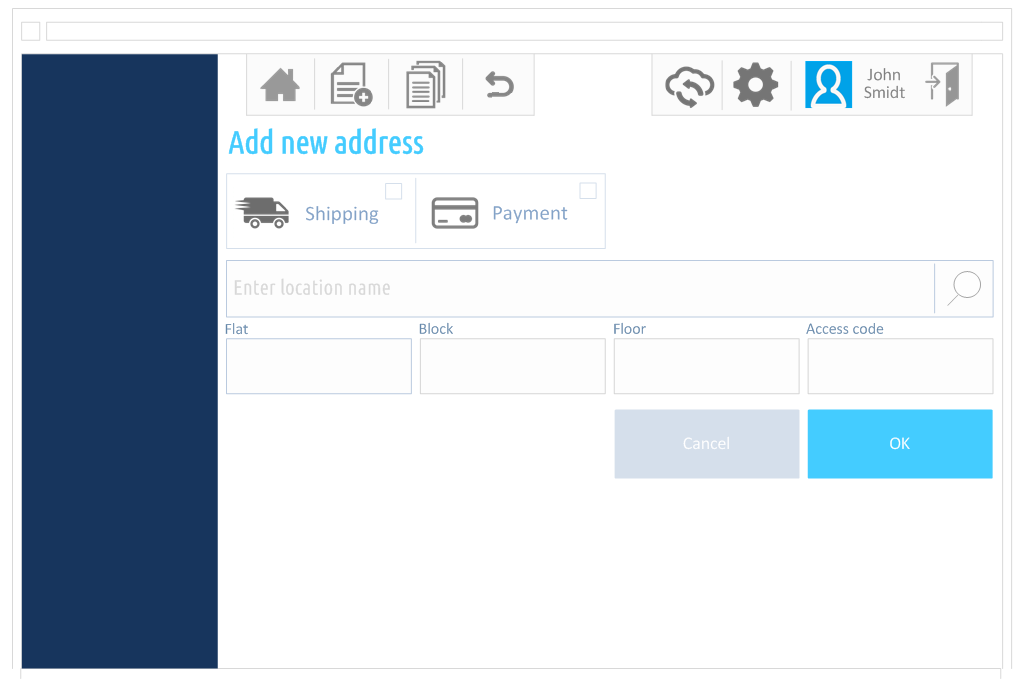 John
Smidt
Add new address
Shipping
Payment
Enter location name
Flat
Block
Floor
Access code
Cancel
OK